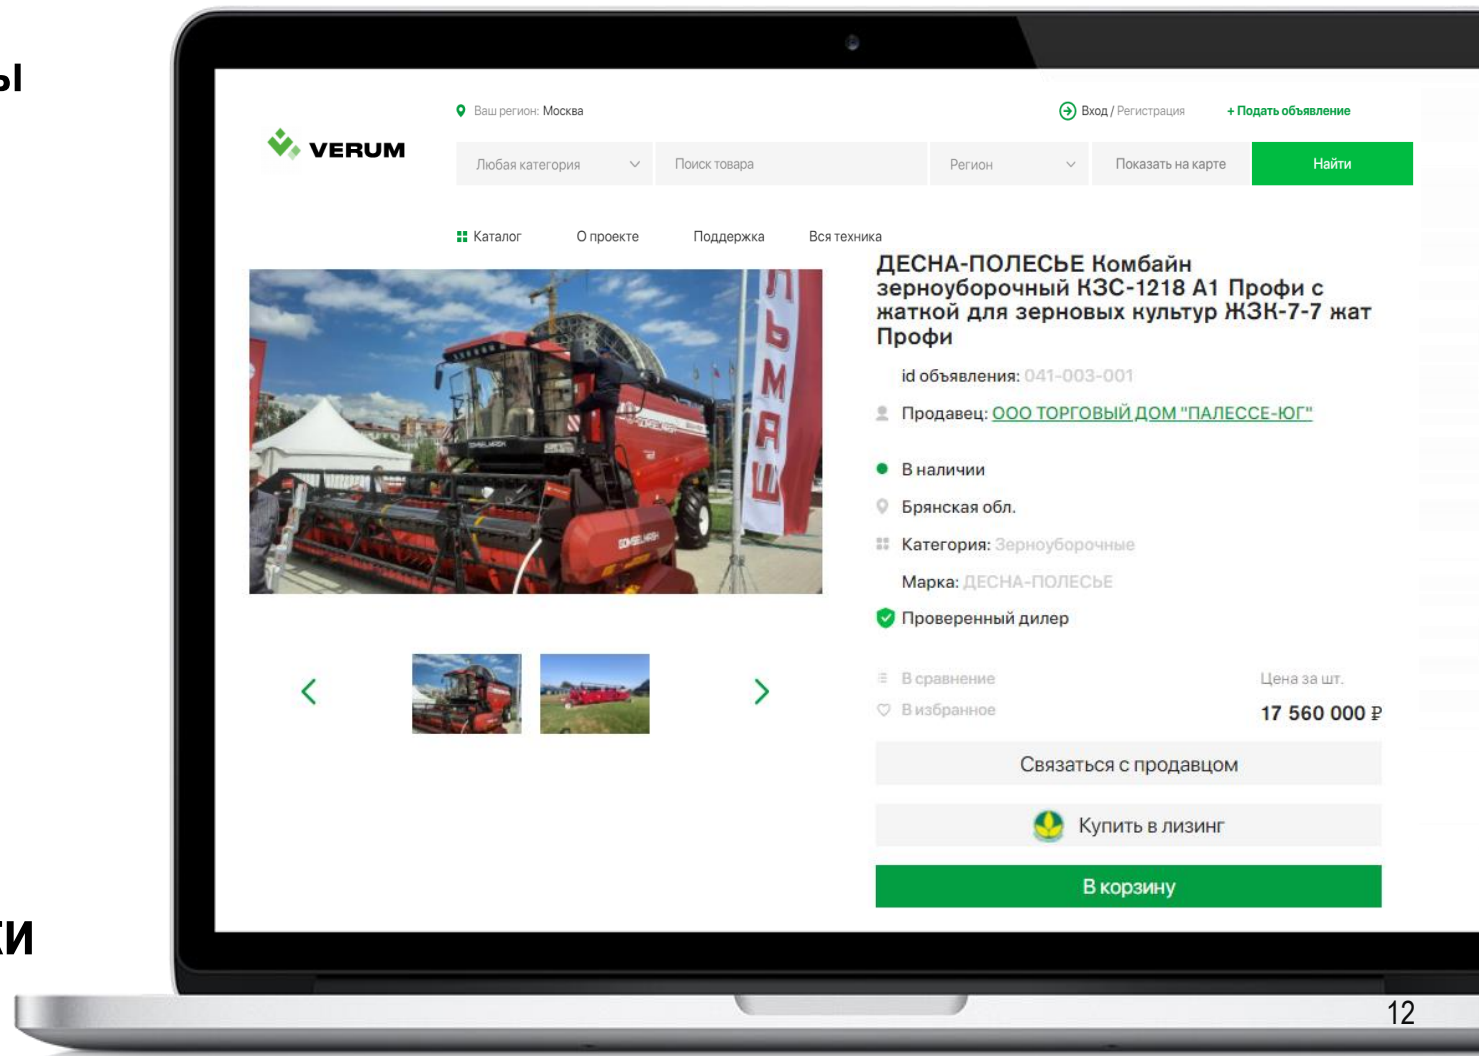 ы
Ваш регион: Москва
Вход / Регистрация
+ Подать объявление
VERUM
Любая категория
Поиск товара
Регион
Показать на карте
Найти
Каталог
О проекте
Поддержка
Вся техника
ДЕСНА-ПОЛЕСЬЕ Комбайн
зерноуборочный КЗС-1218 А1 Профи с
жаткой для зерновых культур ЖЗК-7-7 жат
Профи
id объявления: 041-003-001
Продавец: ООО ТОРГОВЫЙ ДОМ "ПАЛЕССЕ-ЮГ"
В наличии
Брянская обл.
Категория: Зерноуборочные
Марка: ДЕСНА-ПОЛЕСЬЕ
Проверенный дилер
В сравнение
Цена за шт.
В избранное
17 560 000 ₽
Связаться с продавцом
Купить в лизинг
В корзину
ЛЬМАШ
GOMSELMASH
GOMSELMASH
ки
12